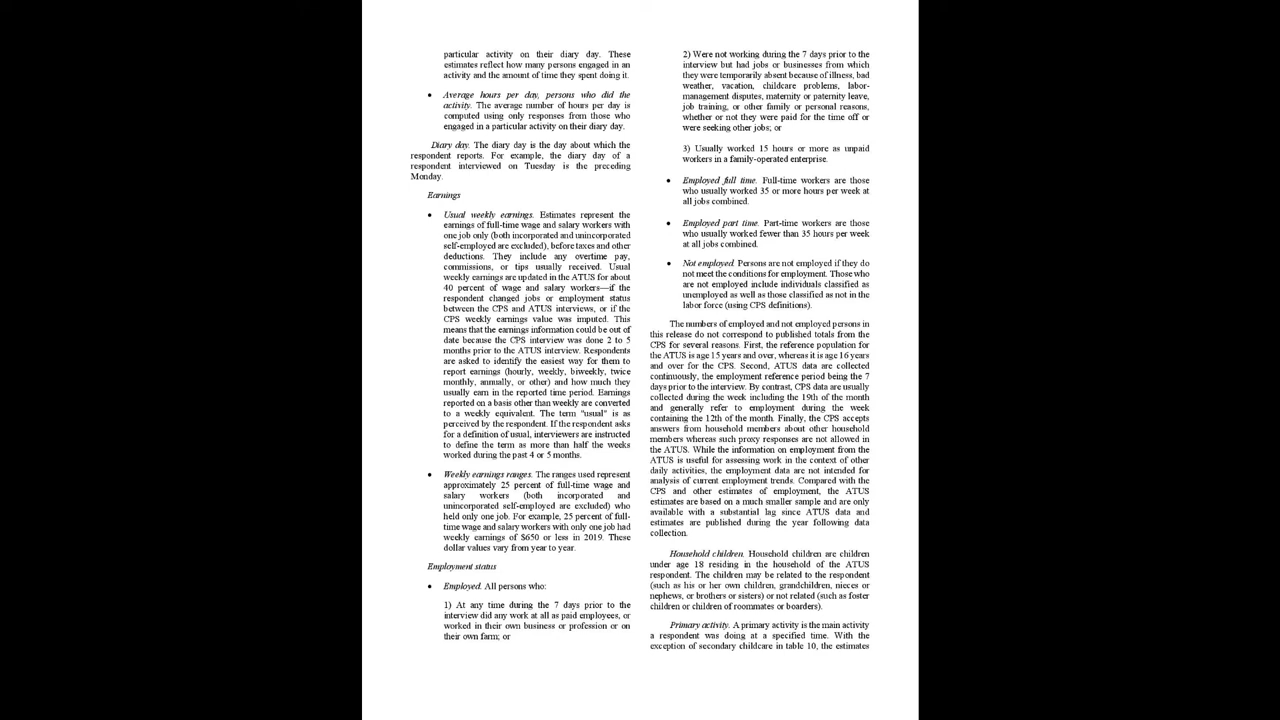 particular activity on their diary day. These
estimates reflect how many persons engaged in an
activity and the amount of time they spent doing it.
• Average hours per day, persons who did the
activity. The average number of hours per day is
computed using only responses from those who
engaged in a particular activity on their diary day.
Diary day. The diary day is the day about which the
respondent reports. For example, the diary day of a
respondent interviewed on Tuesday is the preceding
Monday.
Earnings
• Usual weekly earnings. Estimates represent the
earnings of full-time wage and salary workers with
one job only (both incorporated and unincorporated
self-employed are excluded), before taxes and other
deductions. They include any overtime pay,
commissions, or tips usually received. Usual
weekly earnings are updated in the ATUS for about
40 percent of wage and salary workers—if the
respondent changed jobs or employment status
between the CPS and ATUS interviews, or if the
CPS weekly earnings value was imputed. This
means that the earnings information could be out of
date because the CPS interview was done 2 to 5
months prior to the ATUS interview. Respondents
are asked to identify the easiest way for them to
report earnings (hourly, weekly, biweekly, twice
monthly, annually, or other) and how much they
usually earn in the reported time period. Earnings
reported on a basis other than weekly are converted
to a weekly equivalent. The term "usual" is as
perceived by the respondent. If the respondent asks
for a definition of usual, interviewers are instructed
to define the term as more than half the weeks
worked during the past 4 or 5 months.
• Weekly earnings ranges. The ranges used represent
approximately 25 percent of full-time wage and
salary workers (both incorporated and
unincorporated self-employed are excluded) who
held only one job. For example, 25 percent of full-
time wage and salary workers with only one job had
weekly earnings of $650 or less in 2019. These
dollar values vary from year to year.
Employment status
• Employed. All persons who:
1) At any time during the 7 days prior to the
interview did any work at all as paid employees, or
worked in their own business or profession or on
their own farm; or
2) Were not working during the 7 days prior to the
interview but had jobs or businesses from which
they were temporarily absent because of illness, bad
weather, vacation, childcare problems, labor-
management disputes, maternity or paternity leave,
job training, or other family or personal reasons,
whether or not they were paid for the time off or
were seeking other jobs; or
3) Usually worked 15 hours or more as unpaid
workers in a family-operated enterprise.
• Employed full time. Full-time workers are those
who usually worked 35 or more hours per week at
all jobs combined.
• Employed part time. Part-time workers are those
who usually worked fewer than 35 hours per week
at all jobs combined.
• Not employed. Persons are not employed if they do
not meet the conditions for employment. Those who
are not employed include individuals classified as
unemployed as well as those classified as not in the
labor force (using CPS definitions).
The numbers of employed and not employed persons in
this release do not correspond to published totals from the
CPS for several reasons. First, the reference population for
the ATUS is age 15 years and over, whereas it is age 16 years
and over for the CPS. Second, ATUS data are collected
continuously, the employment reference period being the 7
days prior to the interview. By contrast, CPS data are usually
collected during the week including the 19th of the month
and generally refer to employment during the week
containing the 12th of the month. Finally, the CPS accepts
answers from household members about other household
members whereas such proxy responses are not allowed in
the ATUS. While the information on employment from the
ATUS is useful for assessing work in the context of other
daily activities, the employment data are not intended for
analysis of current employment trends. Compared with the
CPS and other estimates of employment, the ATUS
estimates are based on a much smaller sample and are only
available with a substantial lag since ATUS data and
estimates are published during the year following data
collection.
Household children. Household children are children
under age 18 residing in the household of the ATUS
respondent. The children may be related to the respondent
(such as his or her own children, grandchildren, nieces or
nephews, or brothers or sisters) or not related (such as foster
children or children of roommates or boarders).
Primary activity. A primary activity is the main activity
a respondent was doing at a specified time. With the
exception of secondary childcare in table 10, the estimates